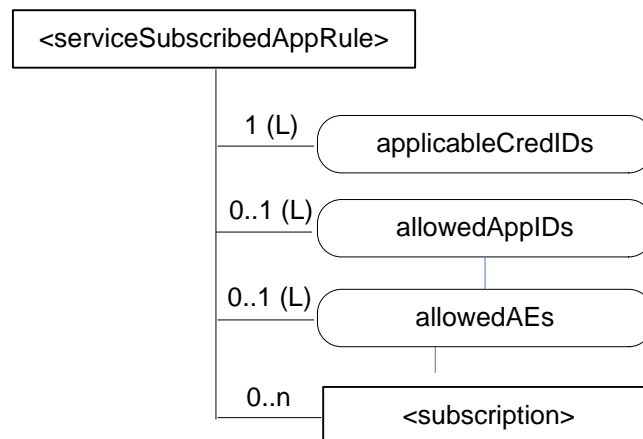 <serviceSubscribedAppRule>
1 (L)
applicableCredIDs
0..1 (L)
allowedAppIDs
0..1 (L)
allowedAEs
0..n
<subscription>